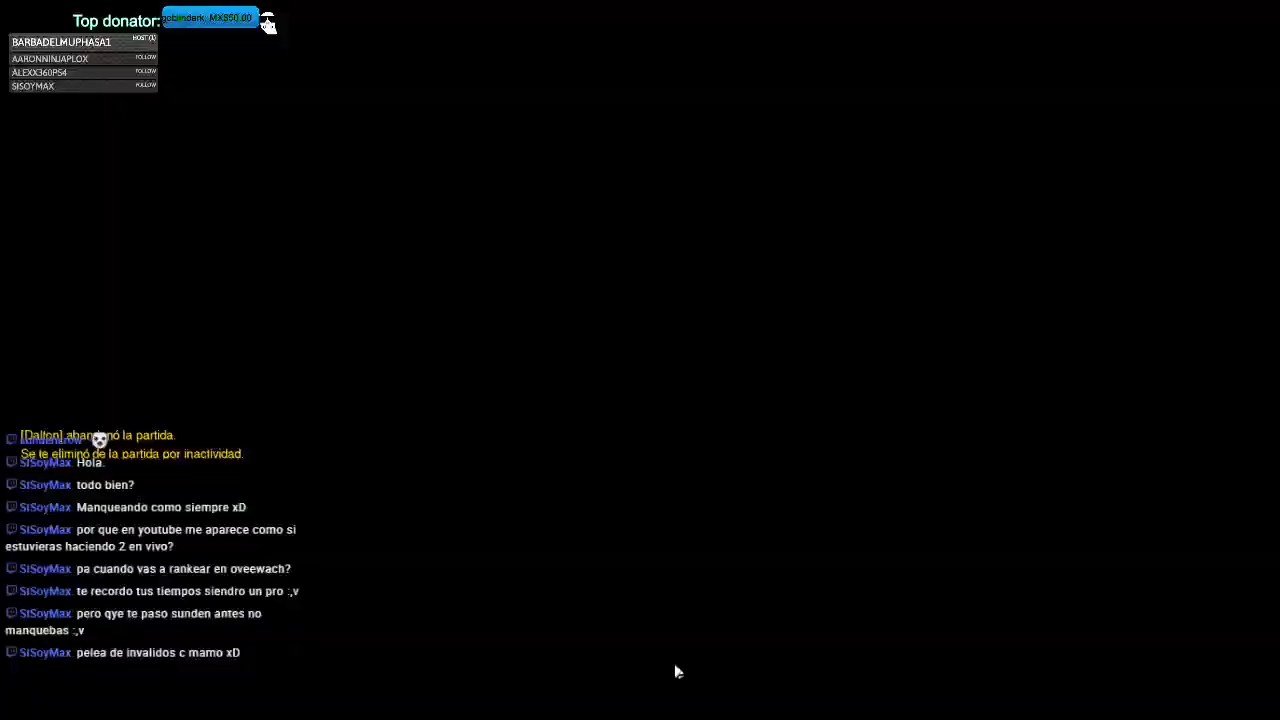 Top donator:
gobandark, MX$50.00
BARBADELMUPHASA1 HOST (1)
AARONNINJAPLOX FOLLOW
ALEXX360PS4 FOLLOW
SISOYMAX FOLLOW
[Dalton] abandonó la partida.
Se te eliminó de la partida por inactividad.
SiSoyMax: Hola.
SiSoyMax: todo bien?
SiSoyMax: Manqueando como siempre xD
SiSoyMax: por que en youtube me aparece como si
estuvieras haciendo 2 en vivo?
SiSoyMax: pa cuando vas a rankear en oveewach?
SiSoyMax: te recordo tus tiempos siendro un pro :,v
SiSoyMax: pero qye te paso sunden antes no
manquebas :,v
SiSoyMax: pelea de invalidos c mamo xD